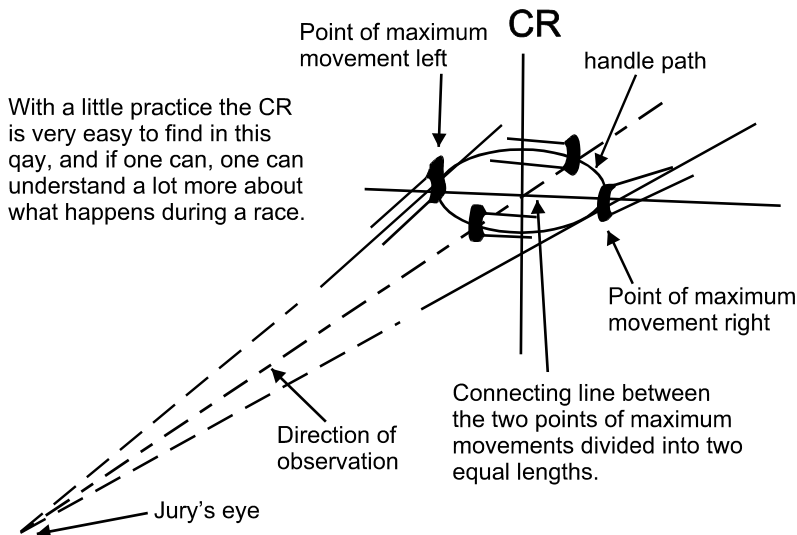 CR
Point of maximum
movement left
handle path
With a little practice the CR
is very easy to find in this
qay, and if one can, one can
understand a lot more about
what happens during a race.
Point of maximum
movement right
Connecting line between
the two points of maximum
movements divided into two
equal lengths.
Direction of
observation
Jury's eye